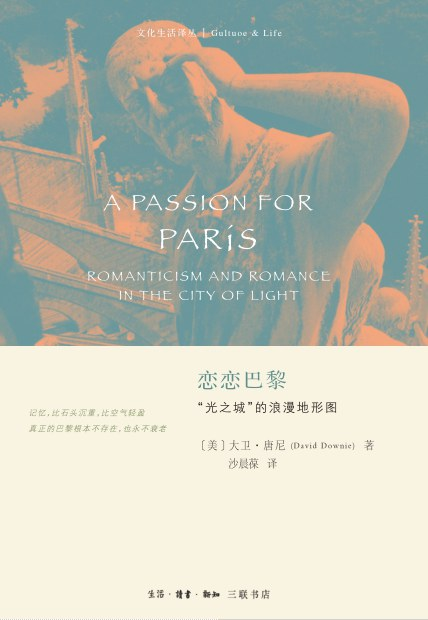 文化生活译丛 | Gultuoe & Life
A PASSION FOR
PARÍS
ROMANTICISM AND ROMANCE
IN THE CITY OF LIGHT
恋恋巴黎
“光之城”的浪漫地形图
记忆，比石头沉重，比空气轻盈
真正的巴黎根本不存在，也永不衰老
［美］大卫·唐尼 (David Downie) 著
沙晨葆 译
生活·读书·新知 三联书店